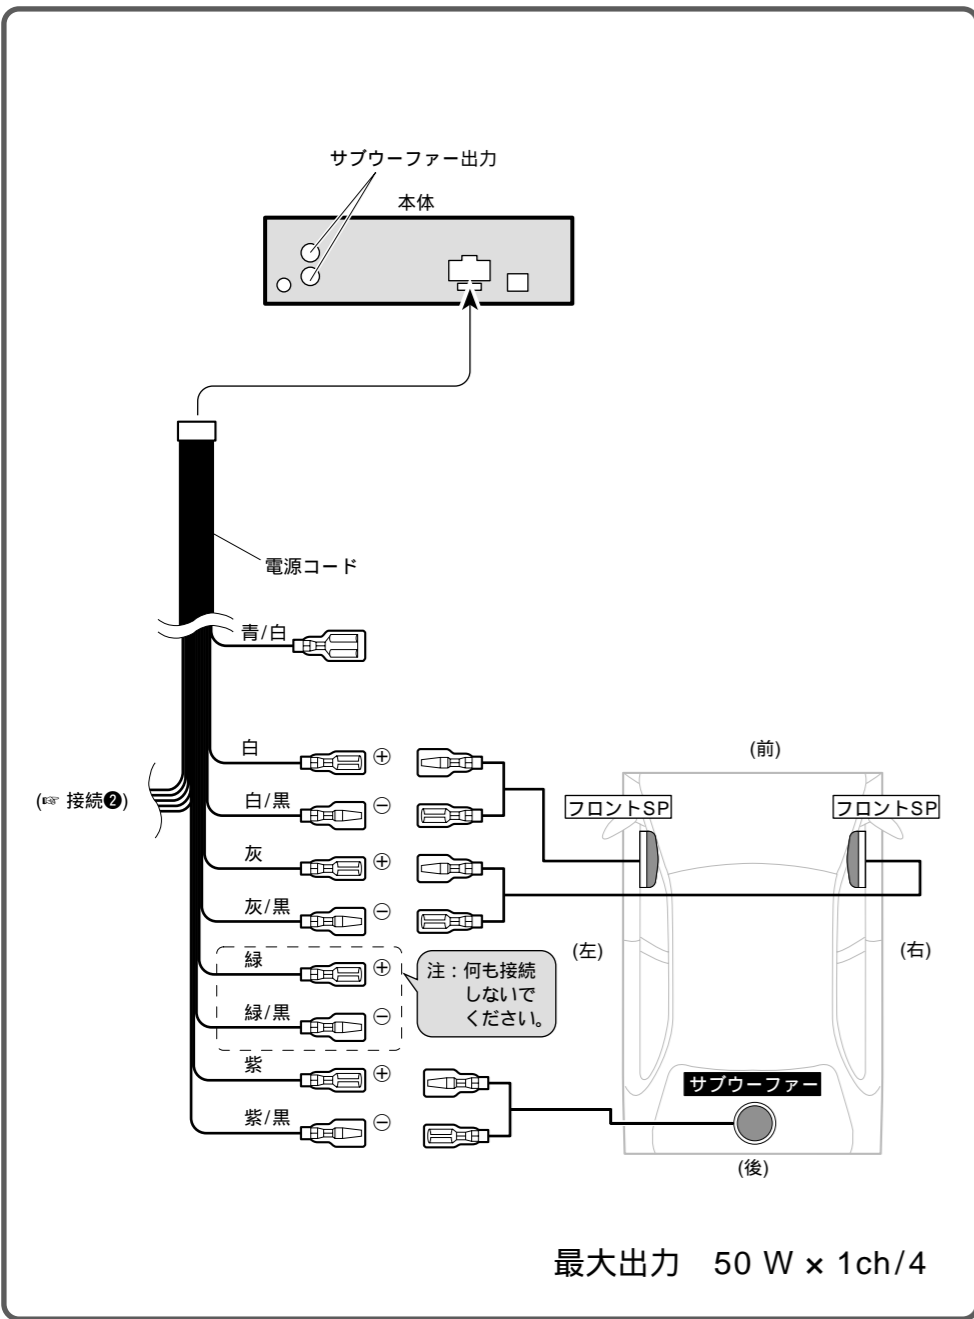 サブウーファー出力
本体
電源コード
青/白
白
⊕
白/黒
⊖
灰
⊕
灰/黒
⊖
緑
⊕
緑/黒
⊖
紫
⊕
紫/黒
⊖
(☞ 接続❷)
注：何も接続
しないで
ください。
(前)
フロントSP
フロントSP
(左)
(右)
サブウーファー
(後)
最大出力　50 W × 1ch/4